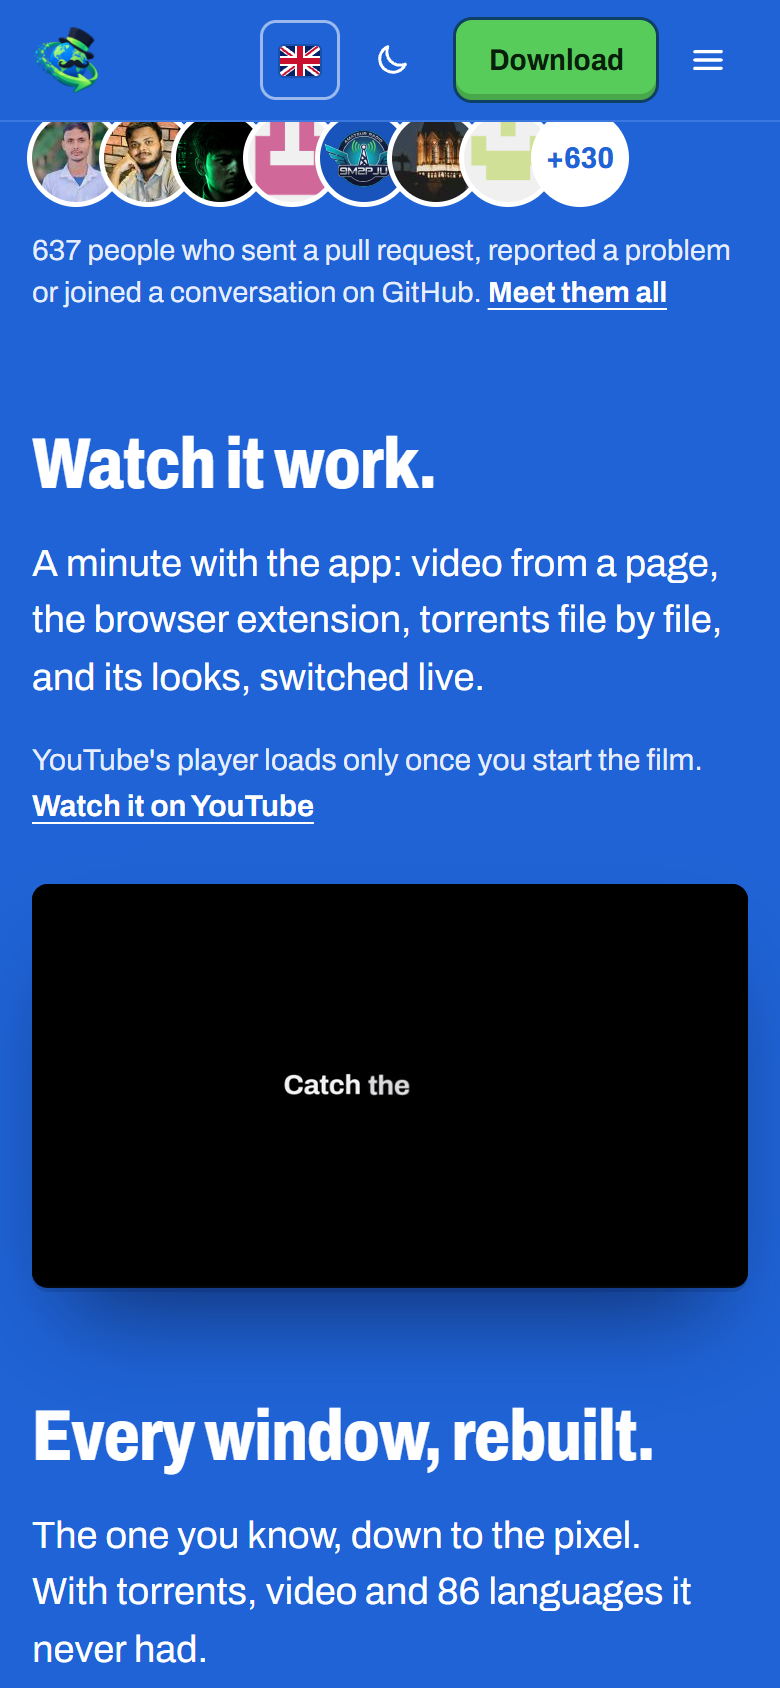 Download
9M2PJU
+630
637 people who sent a pull request, reported a problem
or joined a conversation on GitHub. Meet them all
Watch it work.
A minute with the app: video from a page,
the browser extension, torrents file by file,
and its looks, switched live.
YouTube's player loads only once you start the film.
Watch it on YouTube
Catch the
Every window, rebuilt.
The one you know, down to the pixel.
With torrents, video and 86 languages it
never had.